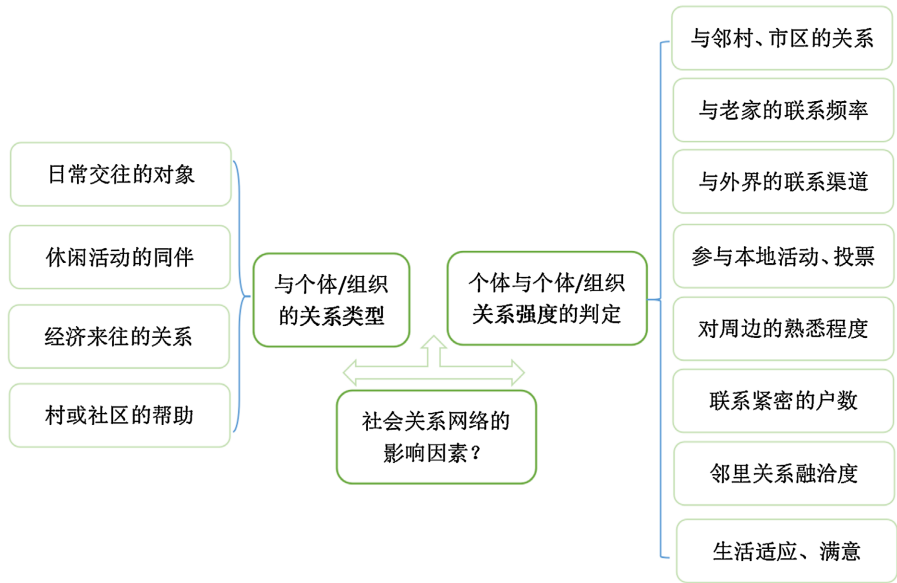 日常交往的对象
休闲活动的同伴
经济来往的关系
村或社区的帮助
与个体/组织
的关系类型
个体与个体/组织
关系强度的判定
社会关系网络的
影响因素？
与邻村、市区的关系
与老家的联系频率
与外界的联系渠道
参与本地活动、投票
对周边的熟悉程度
联系紧密的户数
邻里关系融洽度
生活适应、满意